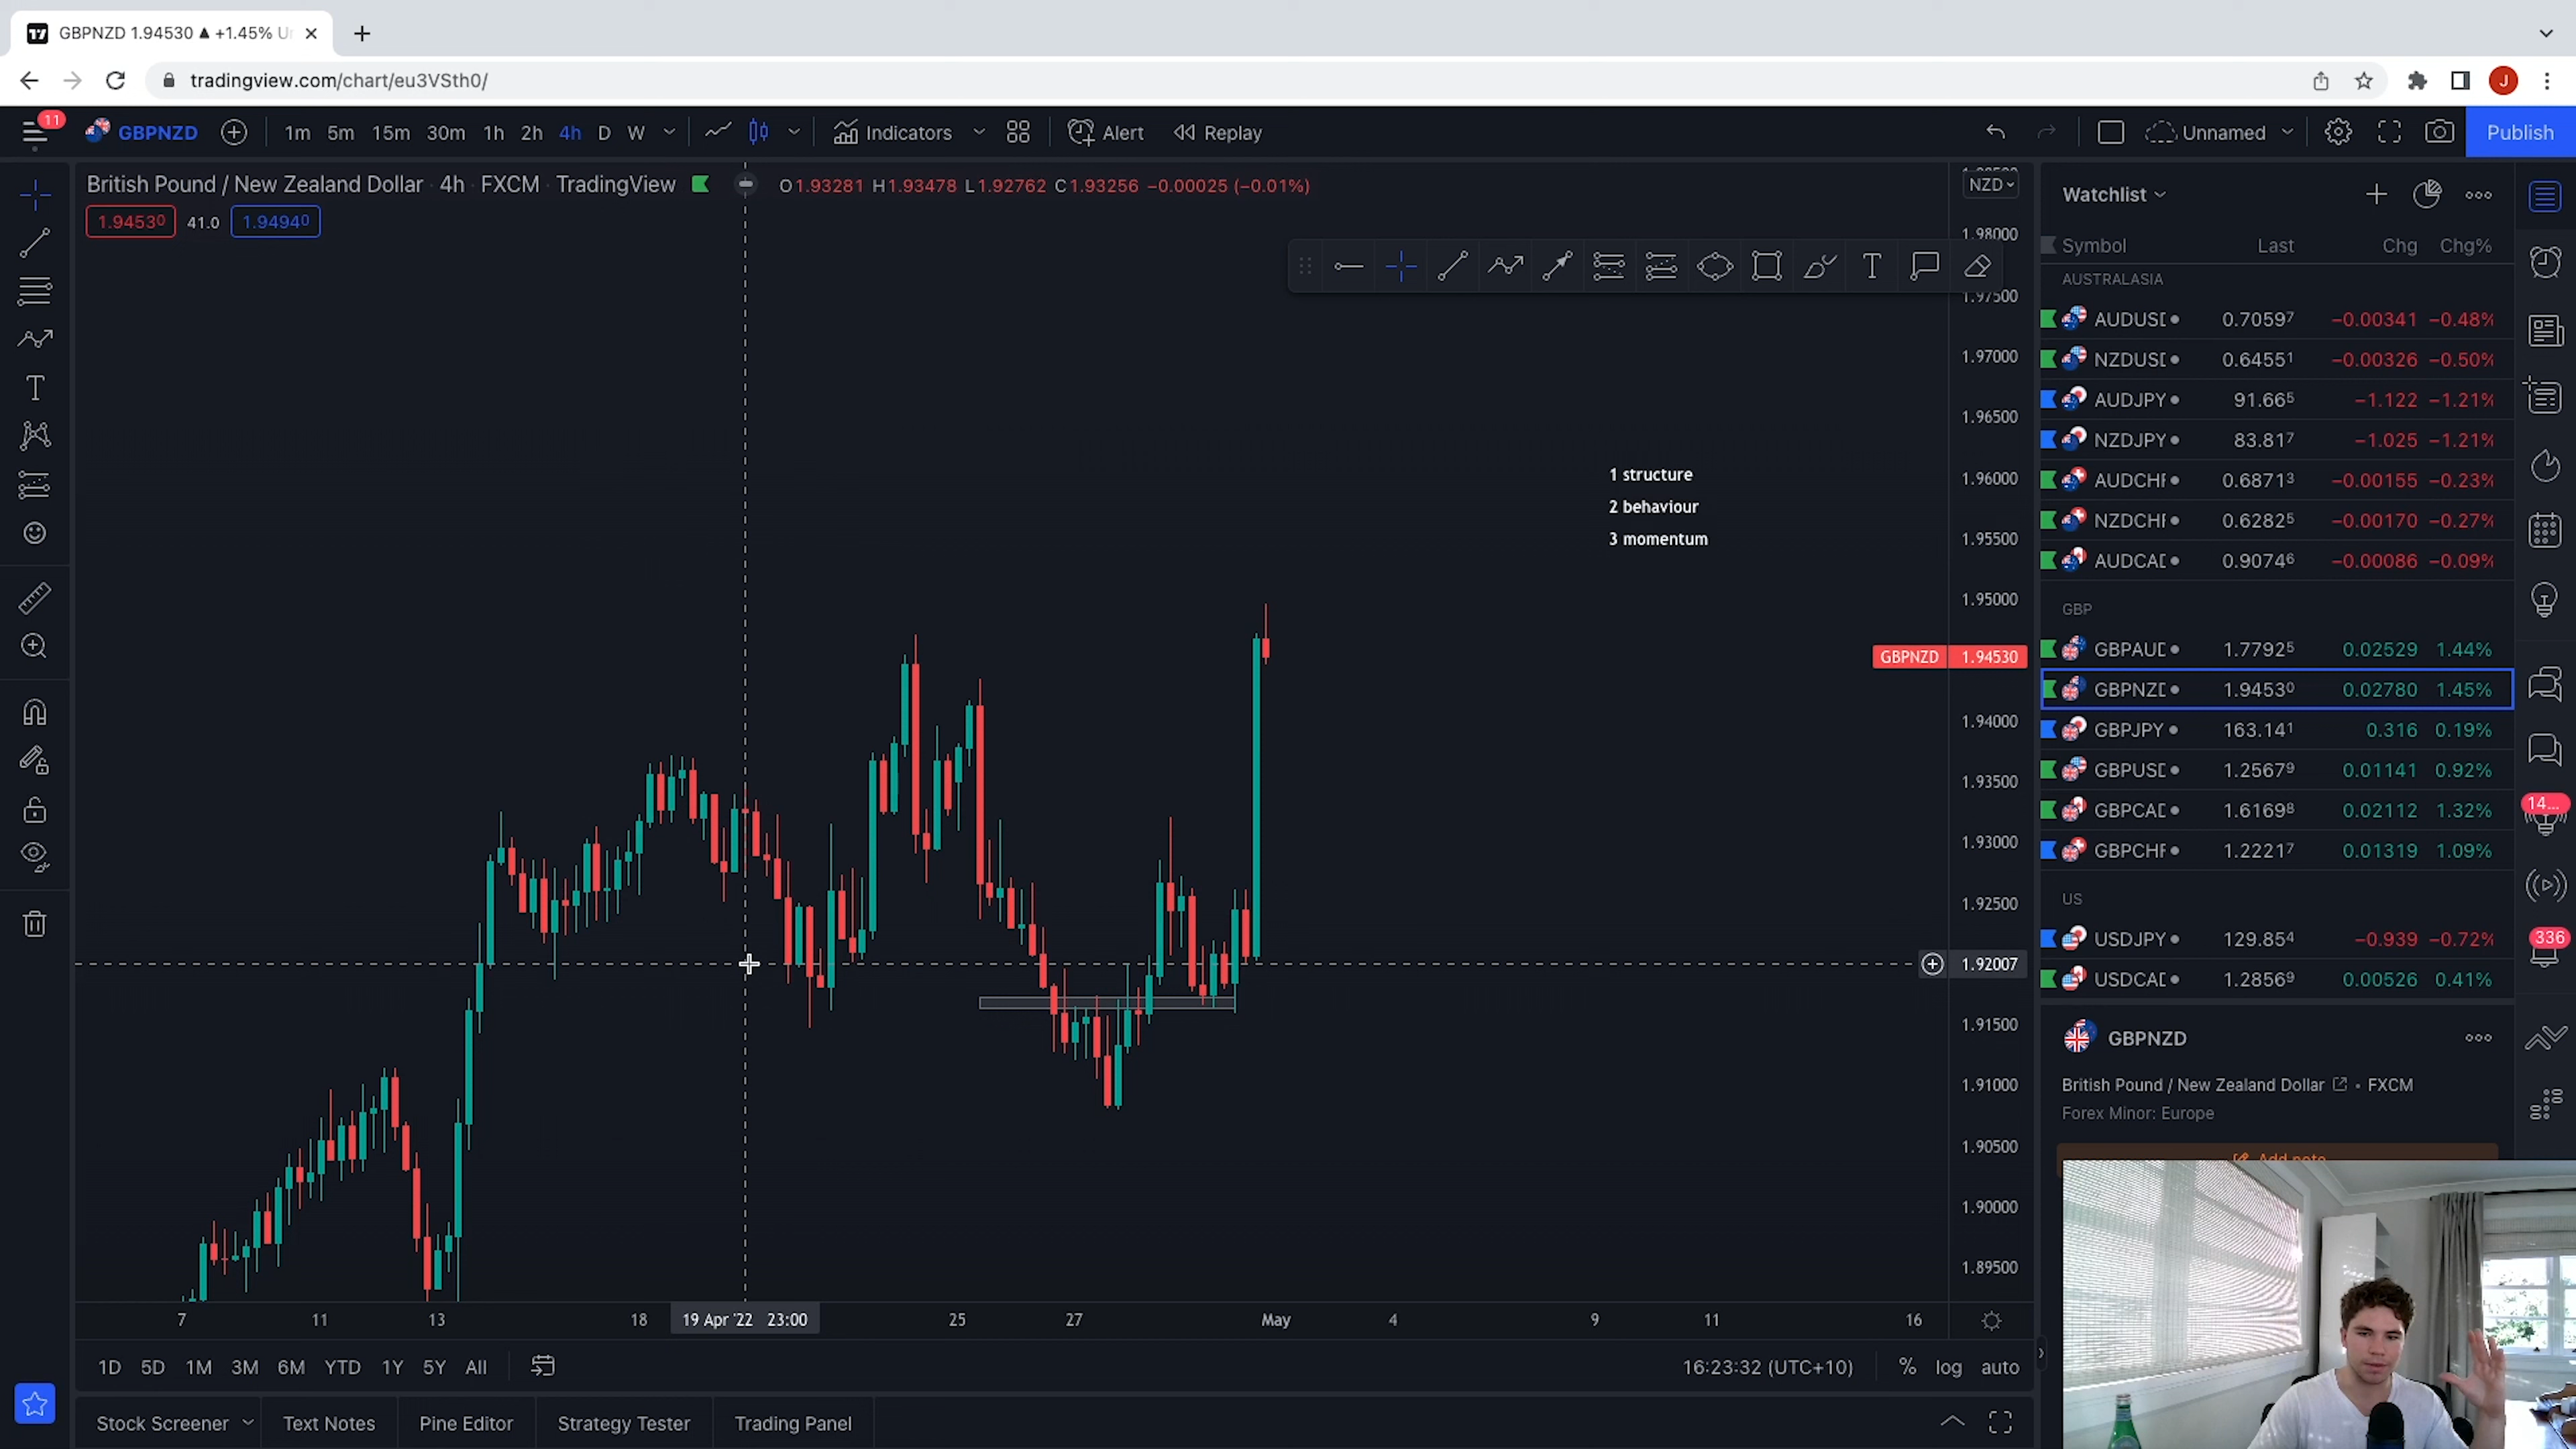 GBPNZD 1.94530 ▲ +1.45% U
tradingview.com/chart/eu3VSth0/
11
GBPNZD 1m 5m 15m 30m 1h 2h 4h D W Indicators Alert Replay Unnamed Publish
British Pound / New Zealand Dollar · 4h · FXCM · TradingView O1.93281 H1.93478 L1.92762 C1.93256 −0.00025 (−0.01%)
1.94530 41.0 1.94940
NZD
1.98000
1.97500
1.97000
1.96500
1.96000
1.95500
1.95000
GBPNZD 1.94530
1.94000
1.93500
1.93000
1.92500
1.92007
1.91500
1.91000
1.90500
1.90000
1.89500
1 structure
2 behaviour
3 momentum
7 11 13 18 19 Apr '22 23:00 25 27 May 4 9 11 16
1D 5D 1M 3M 6M YTD 1Y 5Y All 16:23:32 (UTC+10) % log auto
Stock Screener Text Notes Pine Editor Strategy Tester Trading Panel
Watchlist
Symbol Last Chg Chg%
AUSTRALASIA
AUDUSD 0.70597 −0.00341 −0.48%
NZDUSD 0.64551 −0.00326 −0.50%
AUDJPY 91.665 −1.122 −1.21%
NZDJPY 83.817 −1.025 −1.21%
AUDCHF 0.68713 −0.00155 −0.23%
NZDCHF 0.62825 −0.00170 −0.27%
AUDCAD 0.90746 −0.00086 −0.09%
GBP
GBPAUD 1.77925 0.02529 1.44%
GBPNZD 1.94530 0.02780 1.45%
GBPJPY 163.141 0.316 0.19%
GBPUSD 1.25679 0.01141 0.92%
GBPCAD 1.61698 0.02112 1.32%
GBPCHF 1.22217 0.01319 1.09%
US
USDJPY 129.854 −0.939 −0.72%
USDCAD 1.28569 0.00526 0.41%
GBPNZD
British Pound / New Zealand Dollar • FXCM
Forex Minor: Europe
Add note
14...
336
J